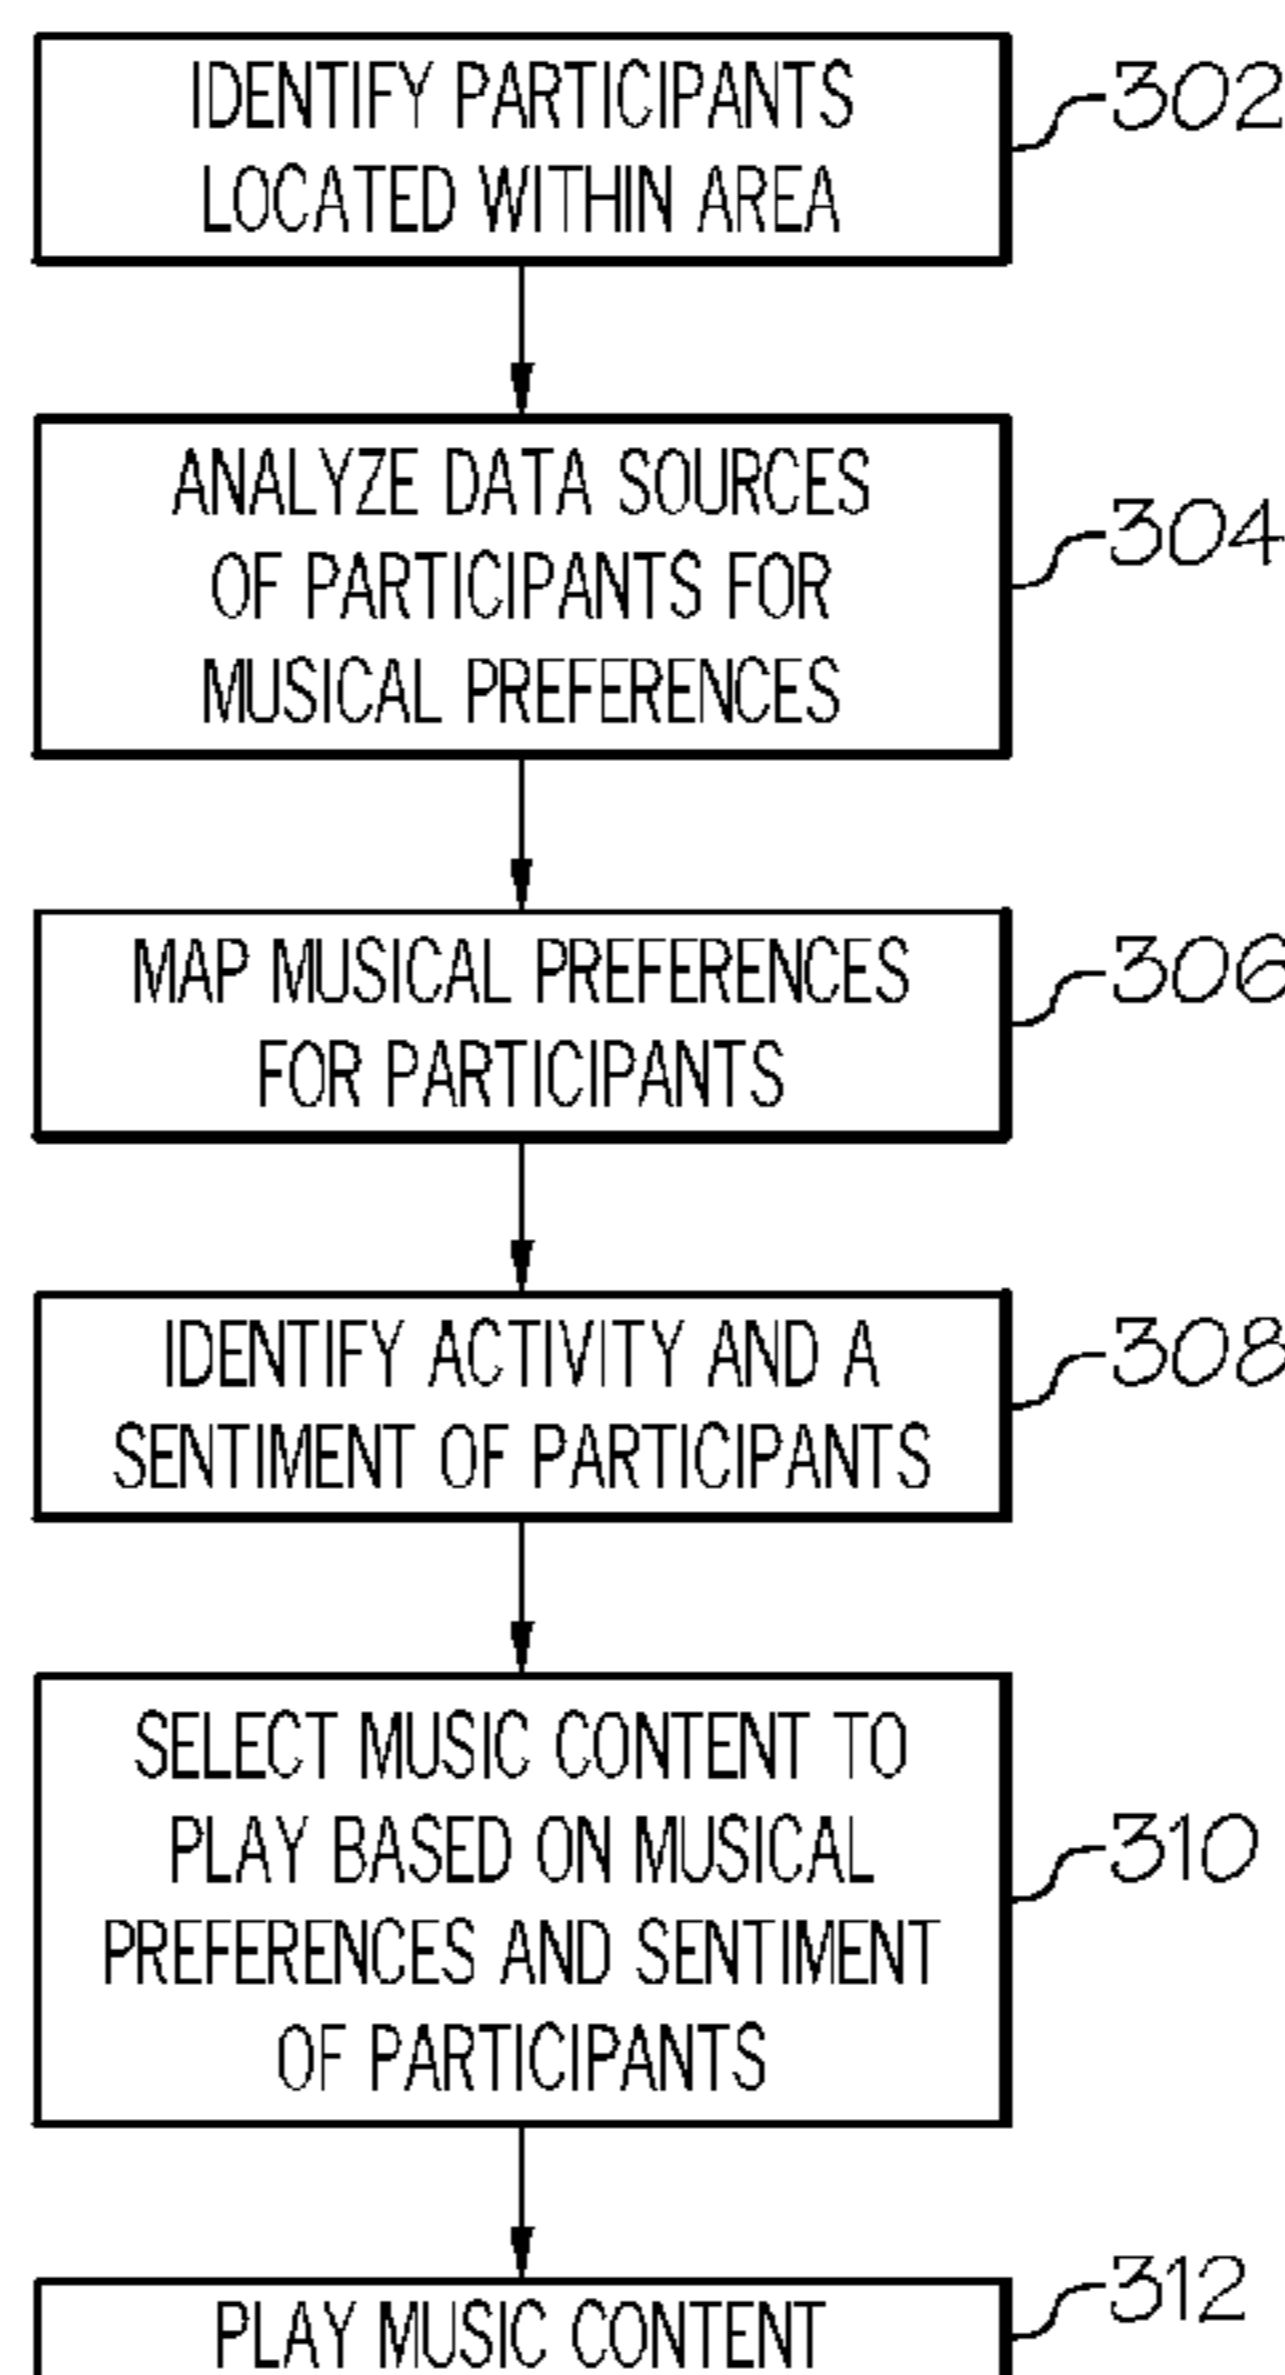 IDENTIFY PARTICIPANTS
LOCATED WITHIN AREA
302
ANALYZE DATA SOURCES
OF PARTICIPANTS FOR
MUSICAL PREFERENCES
304
MAP MUSICAL PREFERENCES
FOR PARTICIPANTS
306
IDENTIFY ACTIVITY AND A
SENTIMENT OF PARTICIPANTS
308
SELECT MUSIC CONTENT TO
PLAY BASED ON MUSICAL
PREFERENCES AND SENTIMENT
OF PARTICIPANTS
310
PLAY MUSIC CONTENT
312